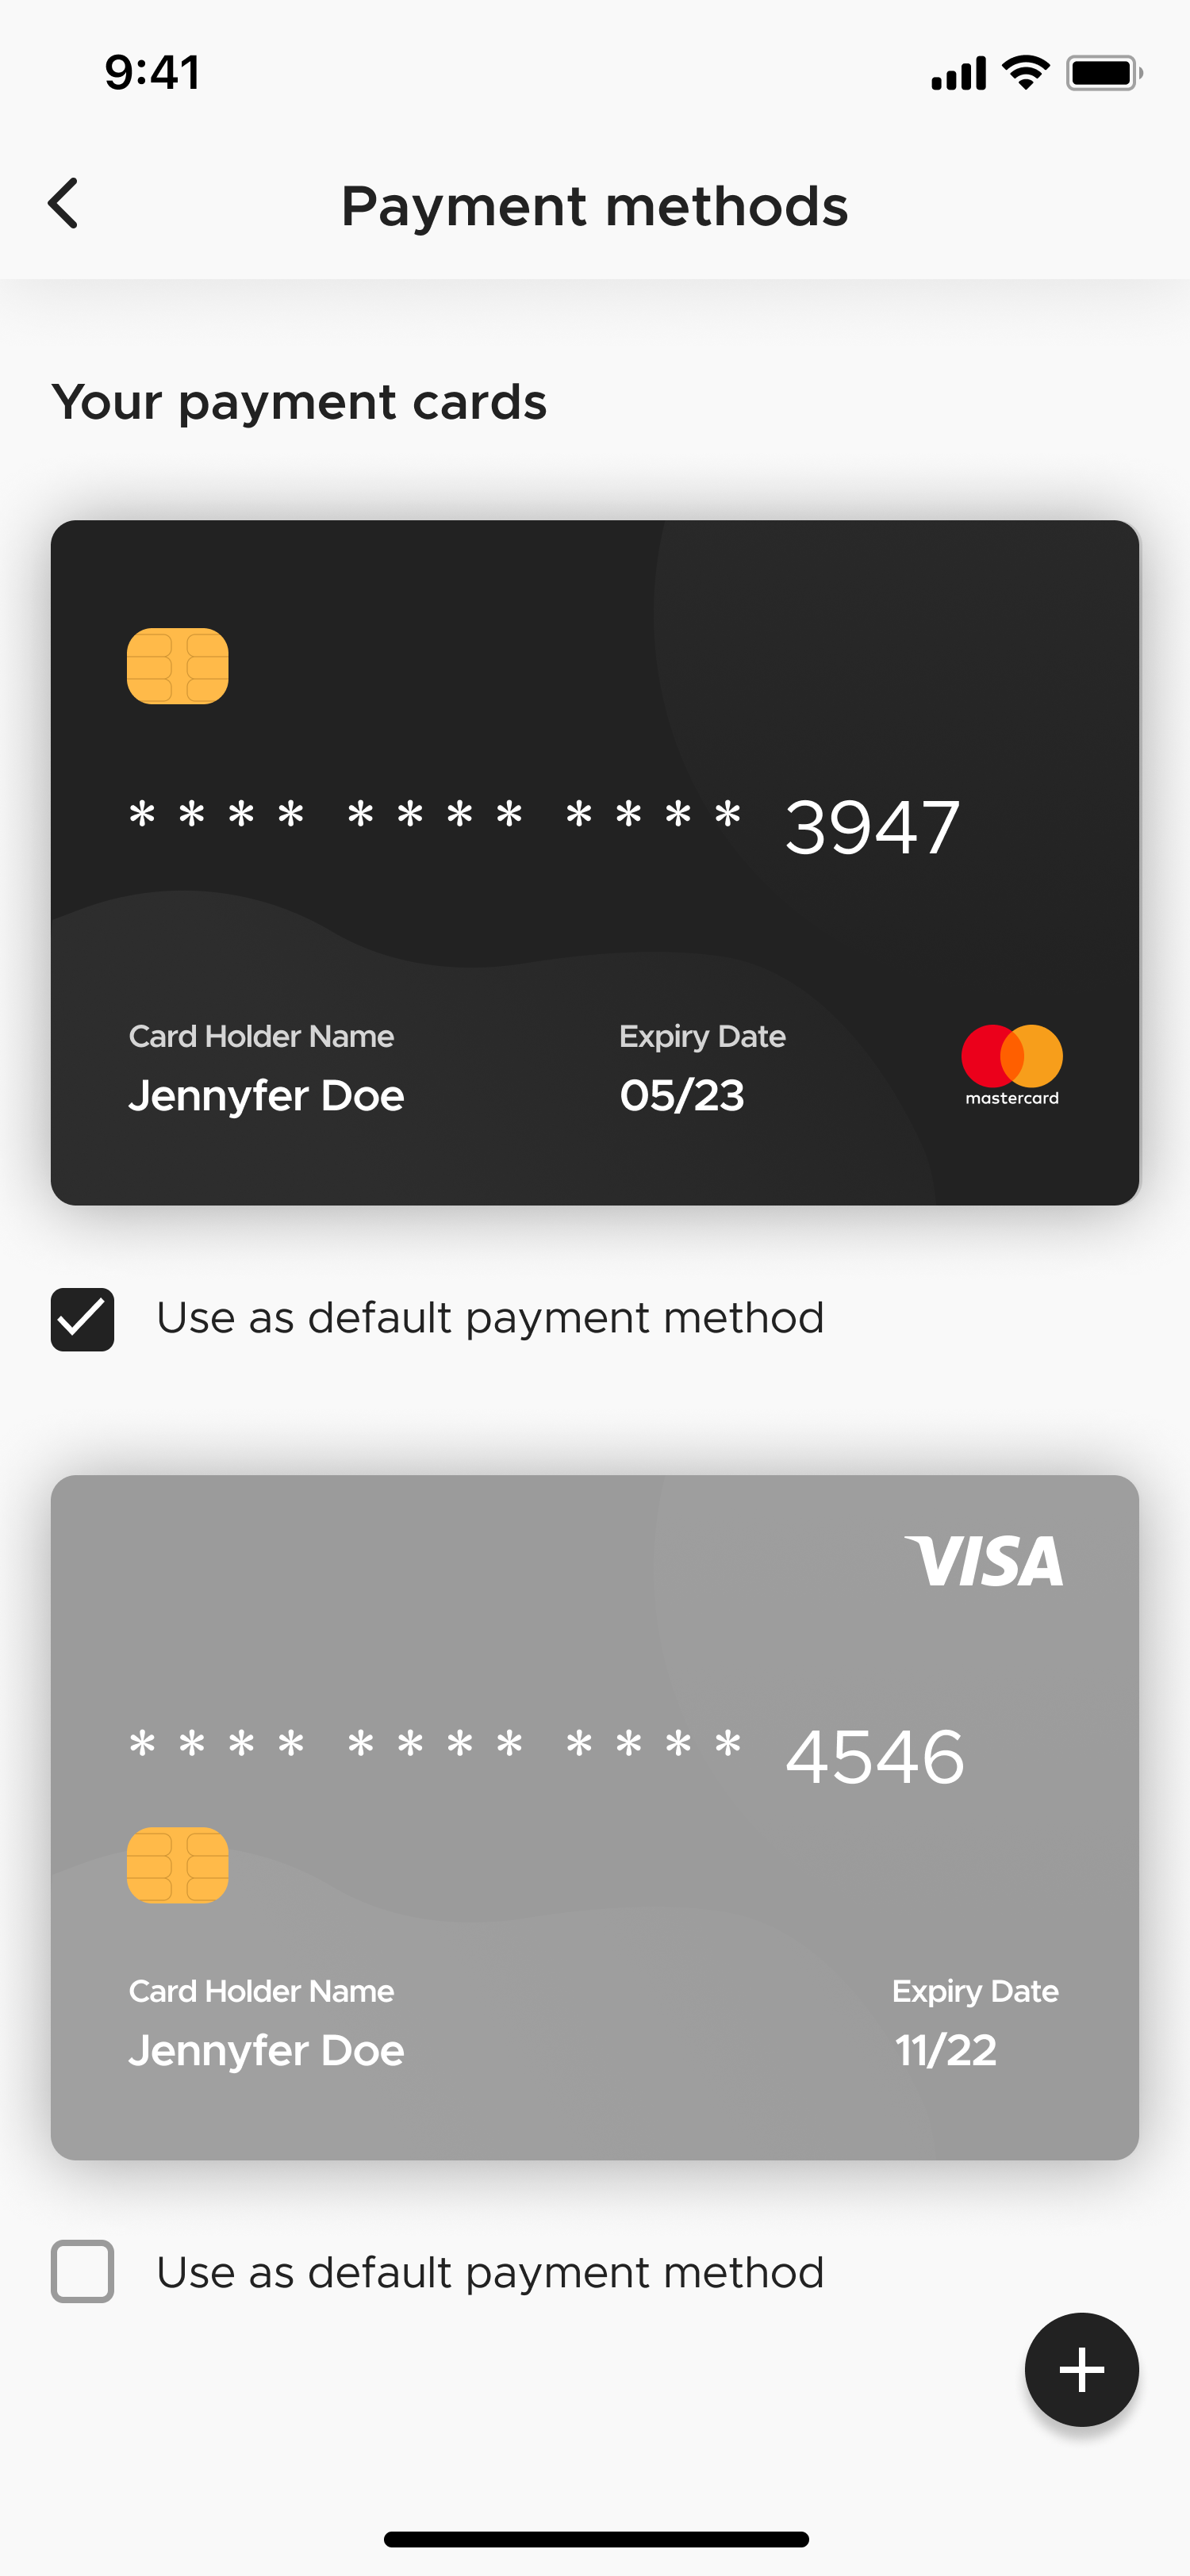 9:41
Payment methods
Your payment cards
* * * * * * * * * * * * 3947
Card Holder Name Expiry Date
Jennyfer Doe 05/23
mastercard
Use as default payment method
VISA
* * * * * * * * * * * * 4546
Card Holder Name Expiry Date
Jennyfer Doe 11/22
Use as default payment method